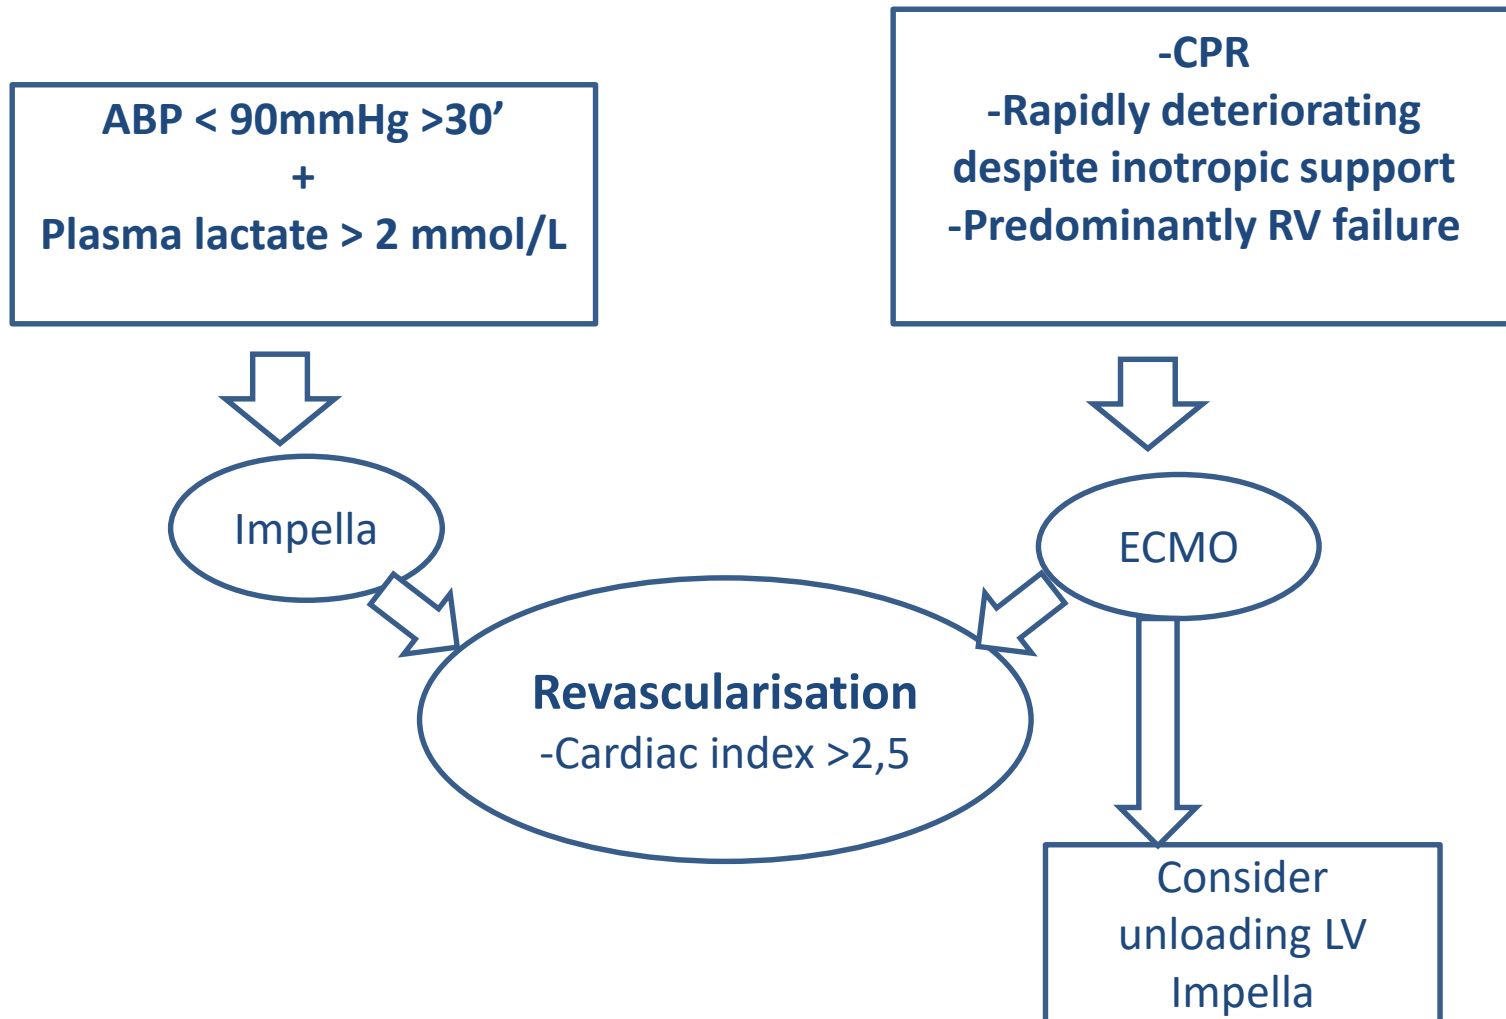 ABP < 90mmHg >30’
+
Plasma lactate > 2 mmol/L
-CPR
-Rapidly deteriorating
despite inotropic support
-Predominantly RV failure
Impella
ECMO
Revascularisation
-Cardiac index >2,5
Consider
unloading LV
Impella